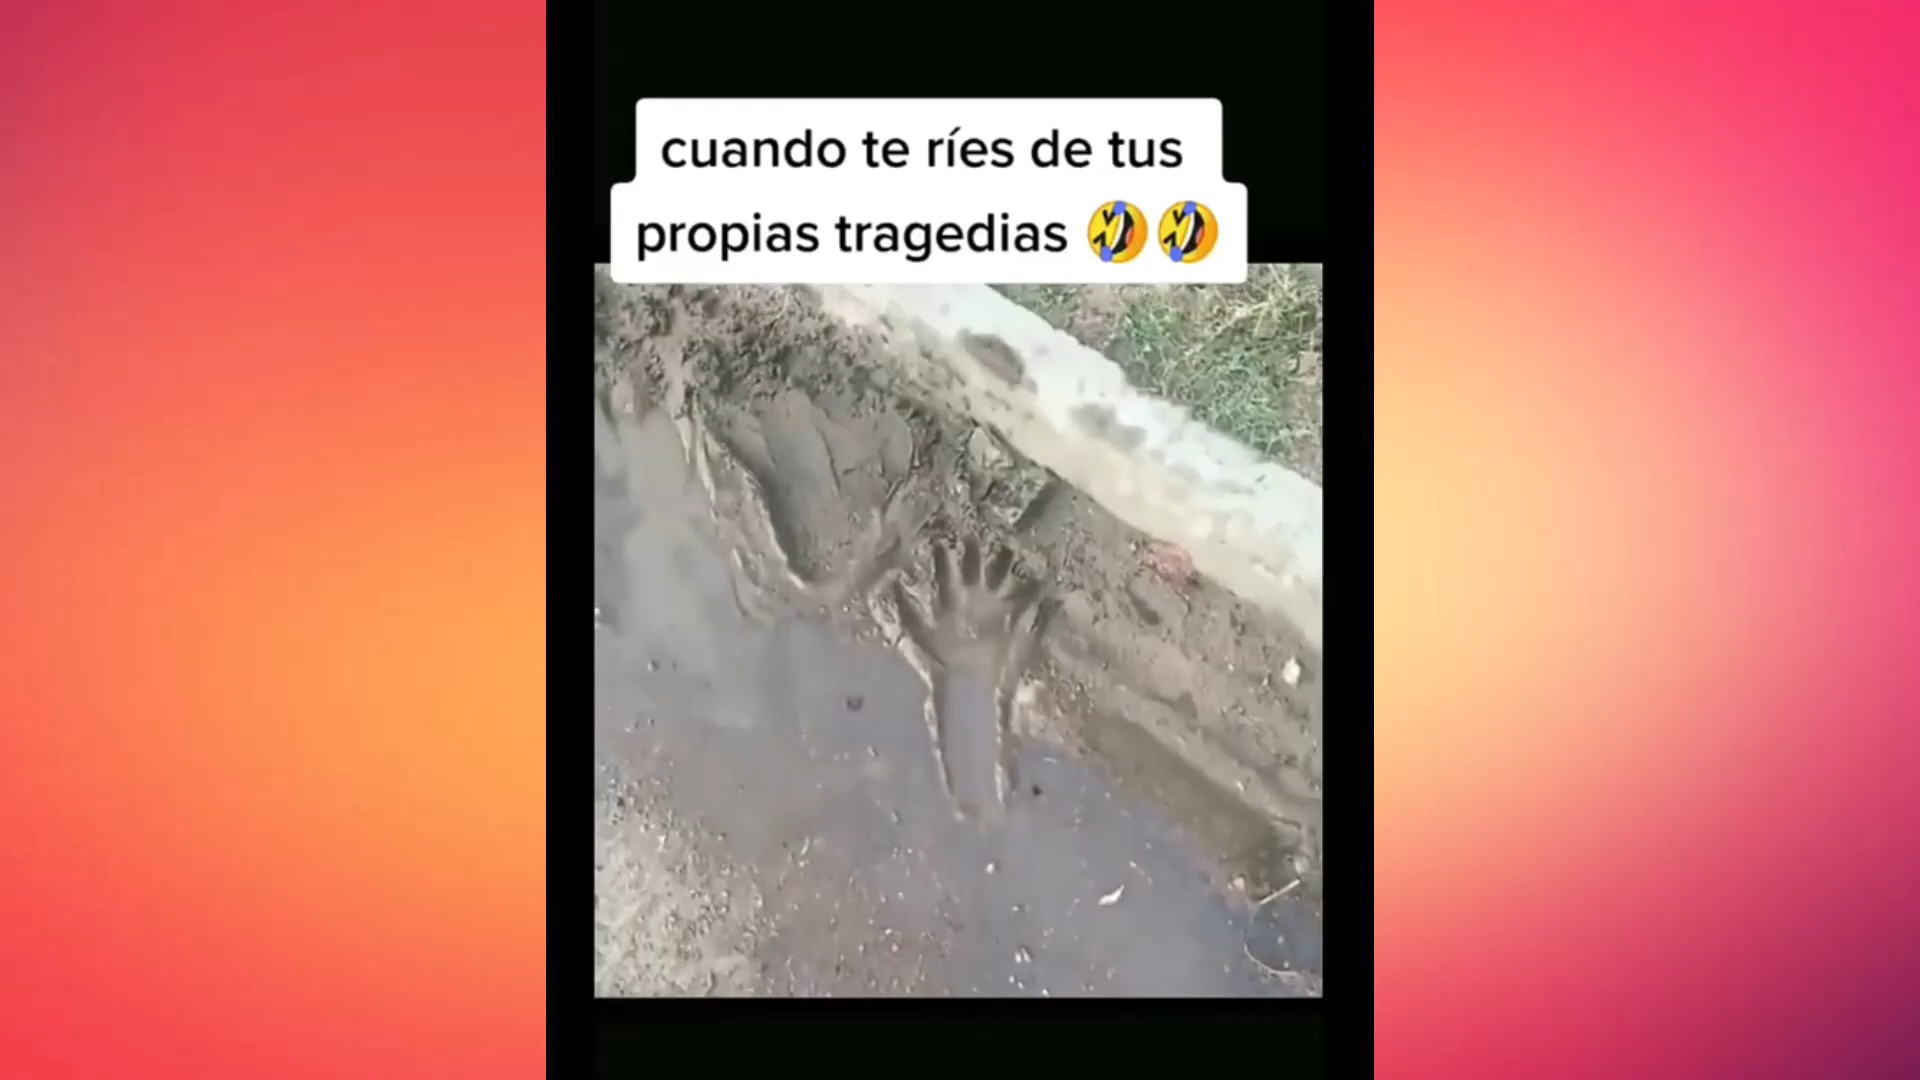 cuando te ríes de tus
propias tragedias 🤣🤣